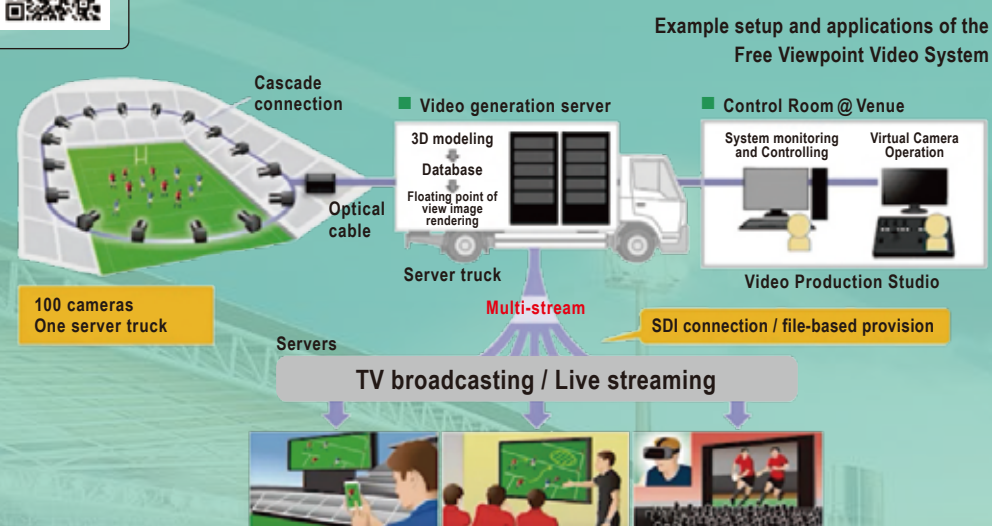 Example setup and applications of the
Free Viewpoint Video System
Cascade
connection
Video generation server
Control Room @ Venue
3D modeling
Database
Floating point of
view image
rendering
System monitoring
and Controlling
Virtual Camera
Operation
Optical
cable
Server truck
Video Production Studio
100 cameras
One server truck
Multi-stream
SDI connection / file-based provision
Servers
TV broadcasting / Live streaming